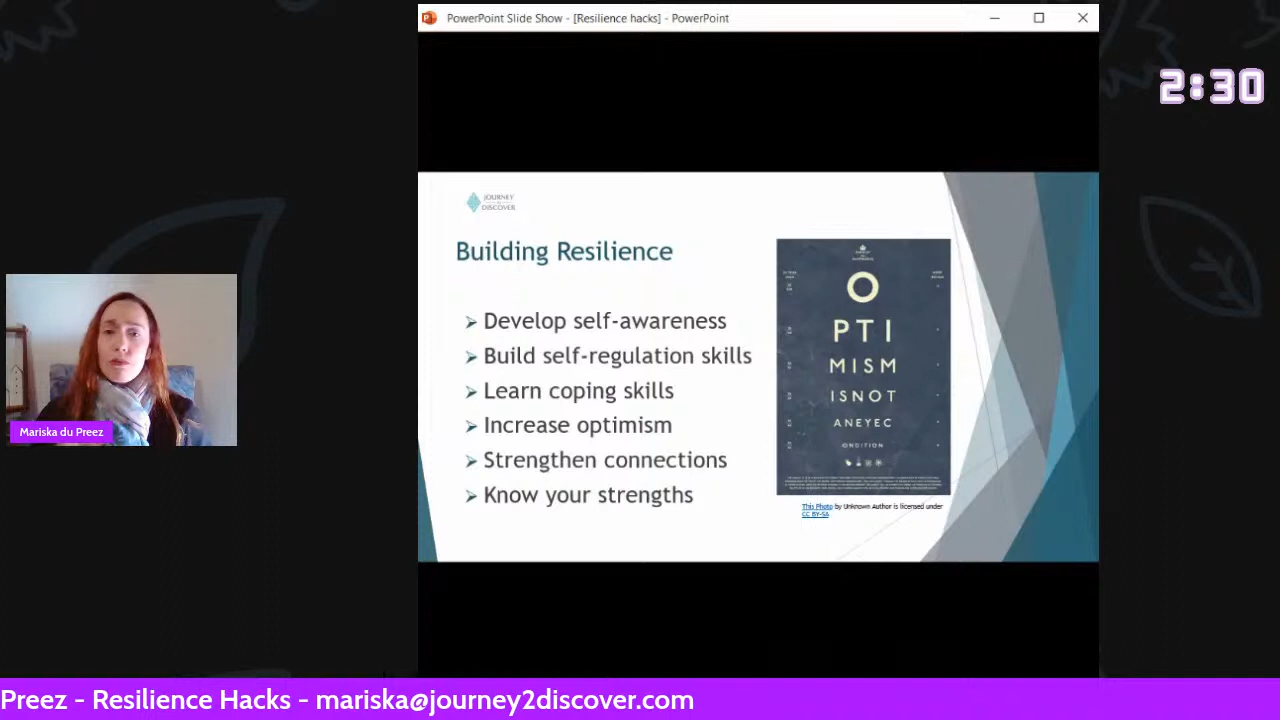 PowerPoint Slide Show - [Resilience hacks] - PowerPoint
2:30
JOURNEY
DISCOVER
Building Resilience
Develop self-awareness
Build self-regulation skills
Learn coping skills
Increase optimism
Strengthen connections
Know your strengths
O
PTI
MISM
ISNOT
ANEYEC
ONDITION
This Photo by Unknown Author is licensed under
CC BY-SA
Mariska du Preez
Preez - Resilience Hacks - mariska@journey2discover.com